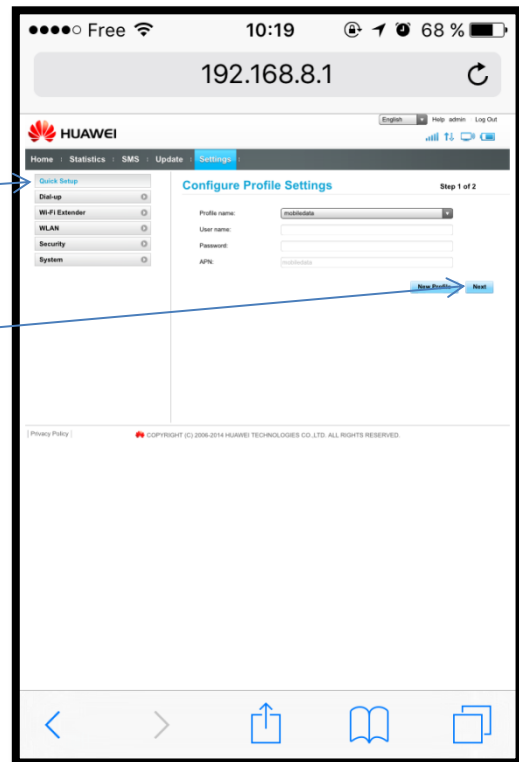 Free 10:19 68 %
192.168.8.1
English Help admin Log Out
HUAWEI
Home Statistics SMS Update Settings
Quick Setup
Dial-up
Wi-Fi Extender
WLAN
Security
System
Configure Profile Settings Step 1 of 2
Profile name: mobiledata
User name:
Password:
APN: mobiledata
New Profile Next
Privacy Policy COPYRIGHT (C) 2006-2014 HUAWEI TECHNOLOGIES CO.,LTD. ALL RIGHTS RESERVED.